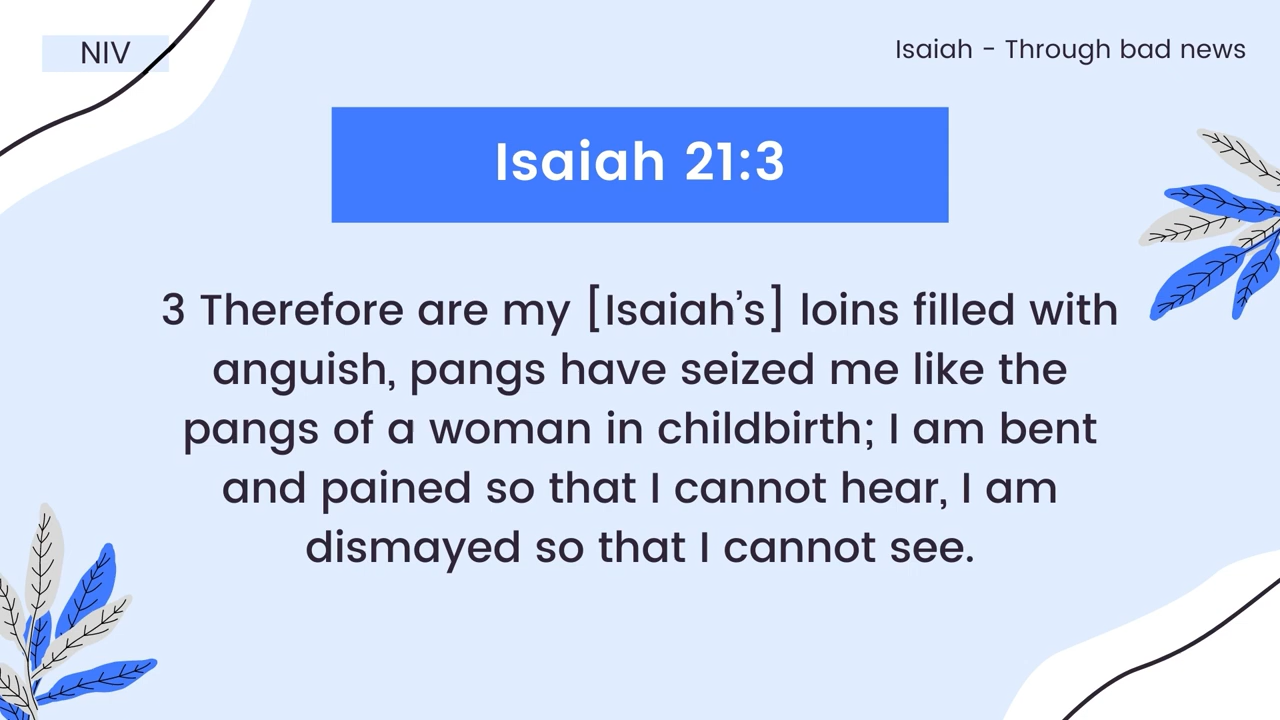 NIV
Isaiah - Through bad news
Isaiah 21:3
3 Therefore are my [Isaiah’s] loins filled with
anguish, pangs have seized me like the
pangs of a woman in childbirth; I am bent
and pained so that I cannot hear, I am
dismayed so that I cannot see.